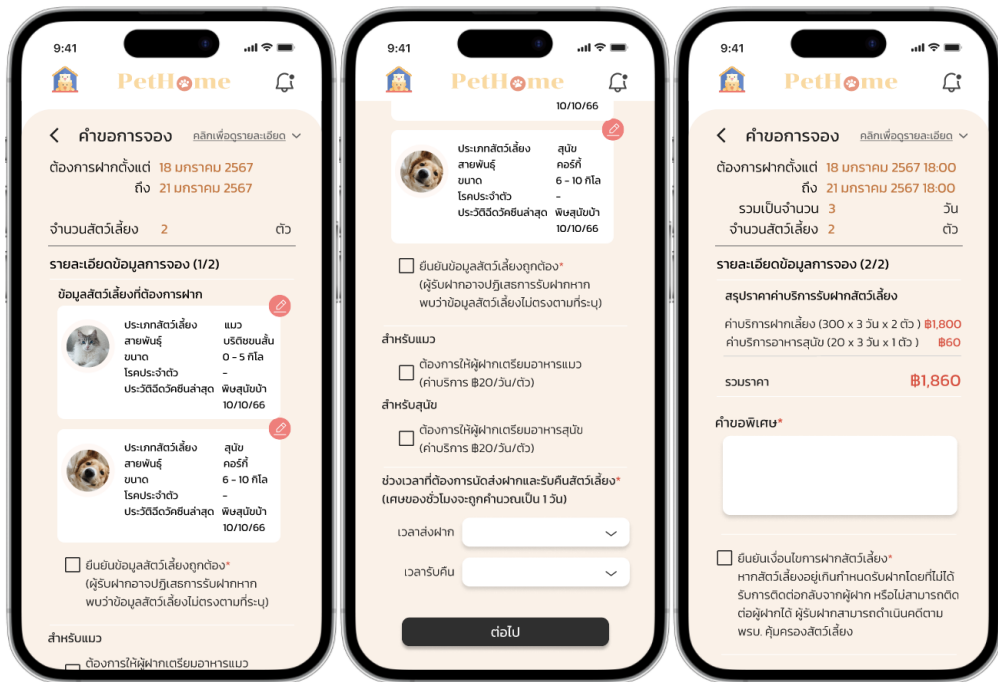 9:41
PetHome
คำขอการจอง คลิกเพื่อดูรายละเอียด
ต้องการฝากตั้งแต่ 18 มกราคม 2567
ถึง 21 มกราคม 2567
จำนวนสัตว์เลี้ยง 2 ตัว
รายละเอียดข้อมูลการจอง (1/2)
ข้อมูลสัตว์เลี้ยงที่ต้องการฝาก
ประเภทสัตว์เลี้ยง แมว
สายพันธุ์ บริติชขนสั้น
ขนาด 0 - 5 กิโล
โรคประจำตัว -
ประวัติฉีดวัคซีนล่าสุด พิษสุนัขบ้า
10/10/66
ประเภทสัตว์เลี้ยง สุนัข
สายพันธุ์ คอร์กี้
ขนาด 6 - 10 กิโล
โรคประจำตัว -
ประวัติฉีดวัคซีนล่าสุด พิษสุนัขบ้า
10/10/66
ยืนยันข้อมูลสัตว์เลี้ยงถูกต้อง*
(ผู้รับฝากอาจปฏิเสธการรับฝากหาก
พบว่าข้อมูลสัตว์เลี้ยงไม่ตรงตามที่ระบุ)
สำหรับแมว
ต้องการให้ผู้ฝากเตรียมอาหารแมว
9:41
PetHome
10/10/66
ประเภทสัตว์เลี้ยง สุนัข
สายพันธุ์ คอร์กี้
ขนาด 6 - 10 กิโล
โรคประจำตัว -
ประวัติฉีดวัคซีนล่าสุด พิษสุนัขบ้า
10/10/66
ยืนยันข้อมูลสัตว์เลี้ยงถูกต้อง*
(ผู้รับฝากอาจปฏิเสธการรับฝากหาก
พบว่าข้อมูลสัตว์เลี้ยงไม่ตรงตามที่ระบุ)
สำหรับแมว
ต้องการให้ผู้ฝากเตรียมอาหารแมว
(ค่าบริการ ฿20/วัน/ตัว)
สำหรับสุนัข
ต้องการให้ผู้ฝากเตรียมอาหารสุนัข
(ค่าบริการ ฿20/วัน/ตัว)
ช่วงเวลาที่ต้องการนัดส่งฝากและรับคืนสัตว์เลี้ยง*
(เศษของชั่วโมงจะถูกคำนวณเป็น 1 วัน)
เวลาส่งฝาก
เวลารับคืน
ต่อไป
9:41
PetHome
คำขอการจอง คลิกเพื่อดูรายละเอียด
ต้องการฝากตั้งแต่ 18 มกราคม 2567 18:00
ถึง 21 มกราคม 2567 18:00
รวมเป็นจำนวน 3 วัน
จำนวนสัตว์เลี้ยง 2 ตัว
รายละเอียดข้อมูลการจอง (2/2)
สรุปราคาค่าบริการรับฝากสัตว์เลี้ยง
ค่าบริการฝากเลี้ยง (300 x 3 วัน x 2 ตัว ) ฿1,800
ค่าบริการอาหารสุนัข (20 x 3 วัน x 1 ตัว ) ฿60
รวมราคา ฿1,860
คำขอพิเศษ*
ยืนยันเงื่อนไขการฝากสัตว์เลี้ยง*
หากสัตว์เลี้ยงอยู่เกินกำหนดรับฝากโดยที่ไม่ได้
รับการติดต่อกลับจากผู้ฝาก หรือไม่สามารถติด
ต่อผู้ฝากได้ ผู้รับฝากสามารถดำเนินคดีตาม
พรบ. คุ้มครองสัตว์เลี้ยง